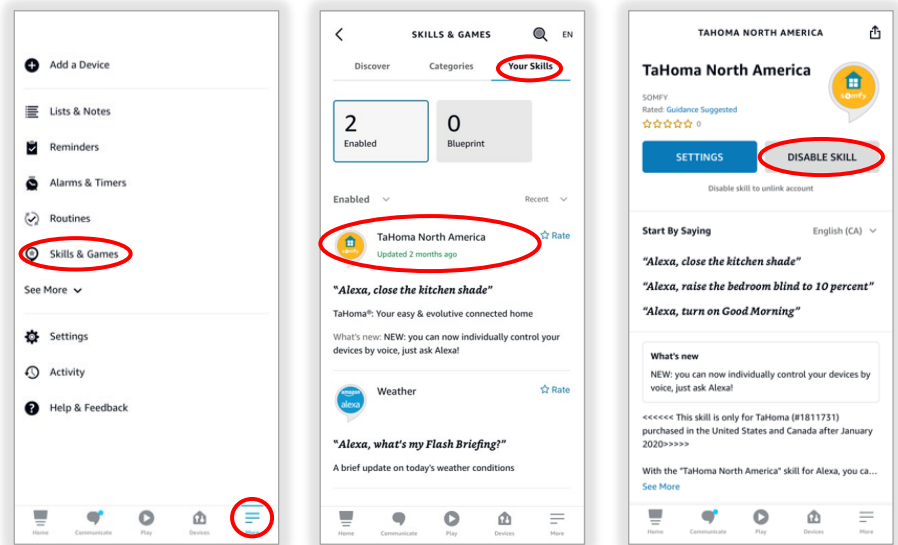 Add a Device
Lists & Notes
Reminders
Alarms & Timers
Routines
Skills & Games
See More
Settings
Activity
? Help & Feedback
Home Communicate Play Devices More
SKILLS & GAMES EN
Discover Categories Your Skills
2
Enabled
0
Blueprint
Enabled Recent
somfy
TaHoma North America Rate
Updated 2 months ago
"Alexa, close the kitchen shade"
TaHoma®: Your easy & evolutive connected home
What's new: NEW: you can now individually control your
devices by voice, just ask Alexa!
amazon
alexa
Weather Rate
"Alexa, what's my Flash Briefing?"
A brief update on today's weather conditions
Home Communicate Play Devices More
TAHOMA NORTH AMERICA
TaHoma North America
somfy
SOMFY
Rated: Guidance Suggested
0
SETTINGS DISABLE SKILL
Disable skill to unlink account
Start By Saying English (CA)
"Alexa, close the kitchen shade"
"Alexa, raise the bedroom blind to 10 percent"
"Alexa, turn on Good Morning"
What's new
NEW: you can now individually control your devices by
voice, just ask Alexa!
<<<<<< This skill is only for TaHoma (#1811731)
purchased in the United States and Canada after January
2020>>>>>
With the "TaHoma North America" skill for Alexa, you ca...
See More
Home Communicate Play Devices More